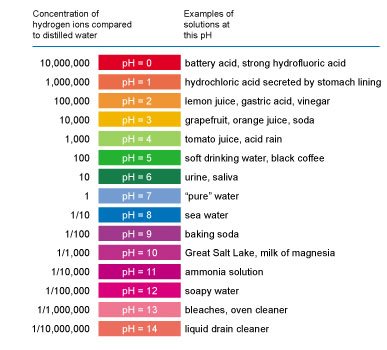 Concentration of
hydrogen ions compared
to distilled water
Examples of
solutions at
this pH
10,000,000 pH = 0 battery acid, strong hydrofluoric acid
1,000,000 pH = 1 hydrochloric acid secreted by stomach lining
100,000 pH = 2 lemon juice, gastric acid, vinegar
10,000 pH = 3 grapefruit, orange juice, soda
1,000 pH = 4 tomato juice, acid rain
100 pH = 5 soft drinking water, black coffee
10 pH = 6 urine, saliva
1 pH = 7 “pure” water
1/10 pH = 8 sea water
1/100 pH = 9 baking soda
1/1,000 pH = 10 Great Salt Lake, milk of magnesia
1/10,000 pH = 11 ammonia solution
1/100,000 pH = 12 soapy water
1/1,000,000 pH = 13 bleaches, oven cleaner
1/10,000,000 pH = 14 liquid drain cleaner